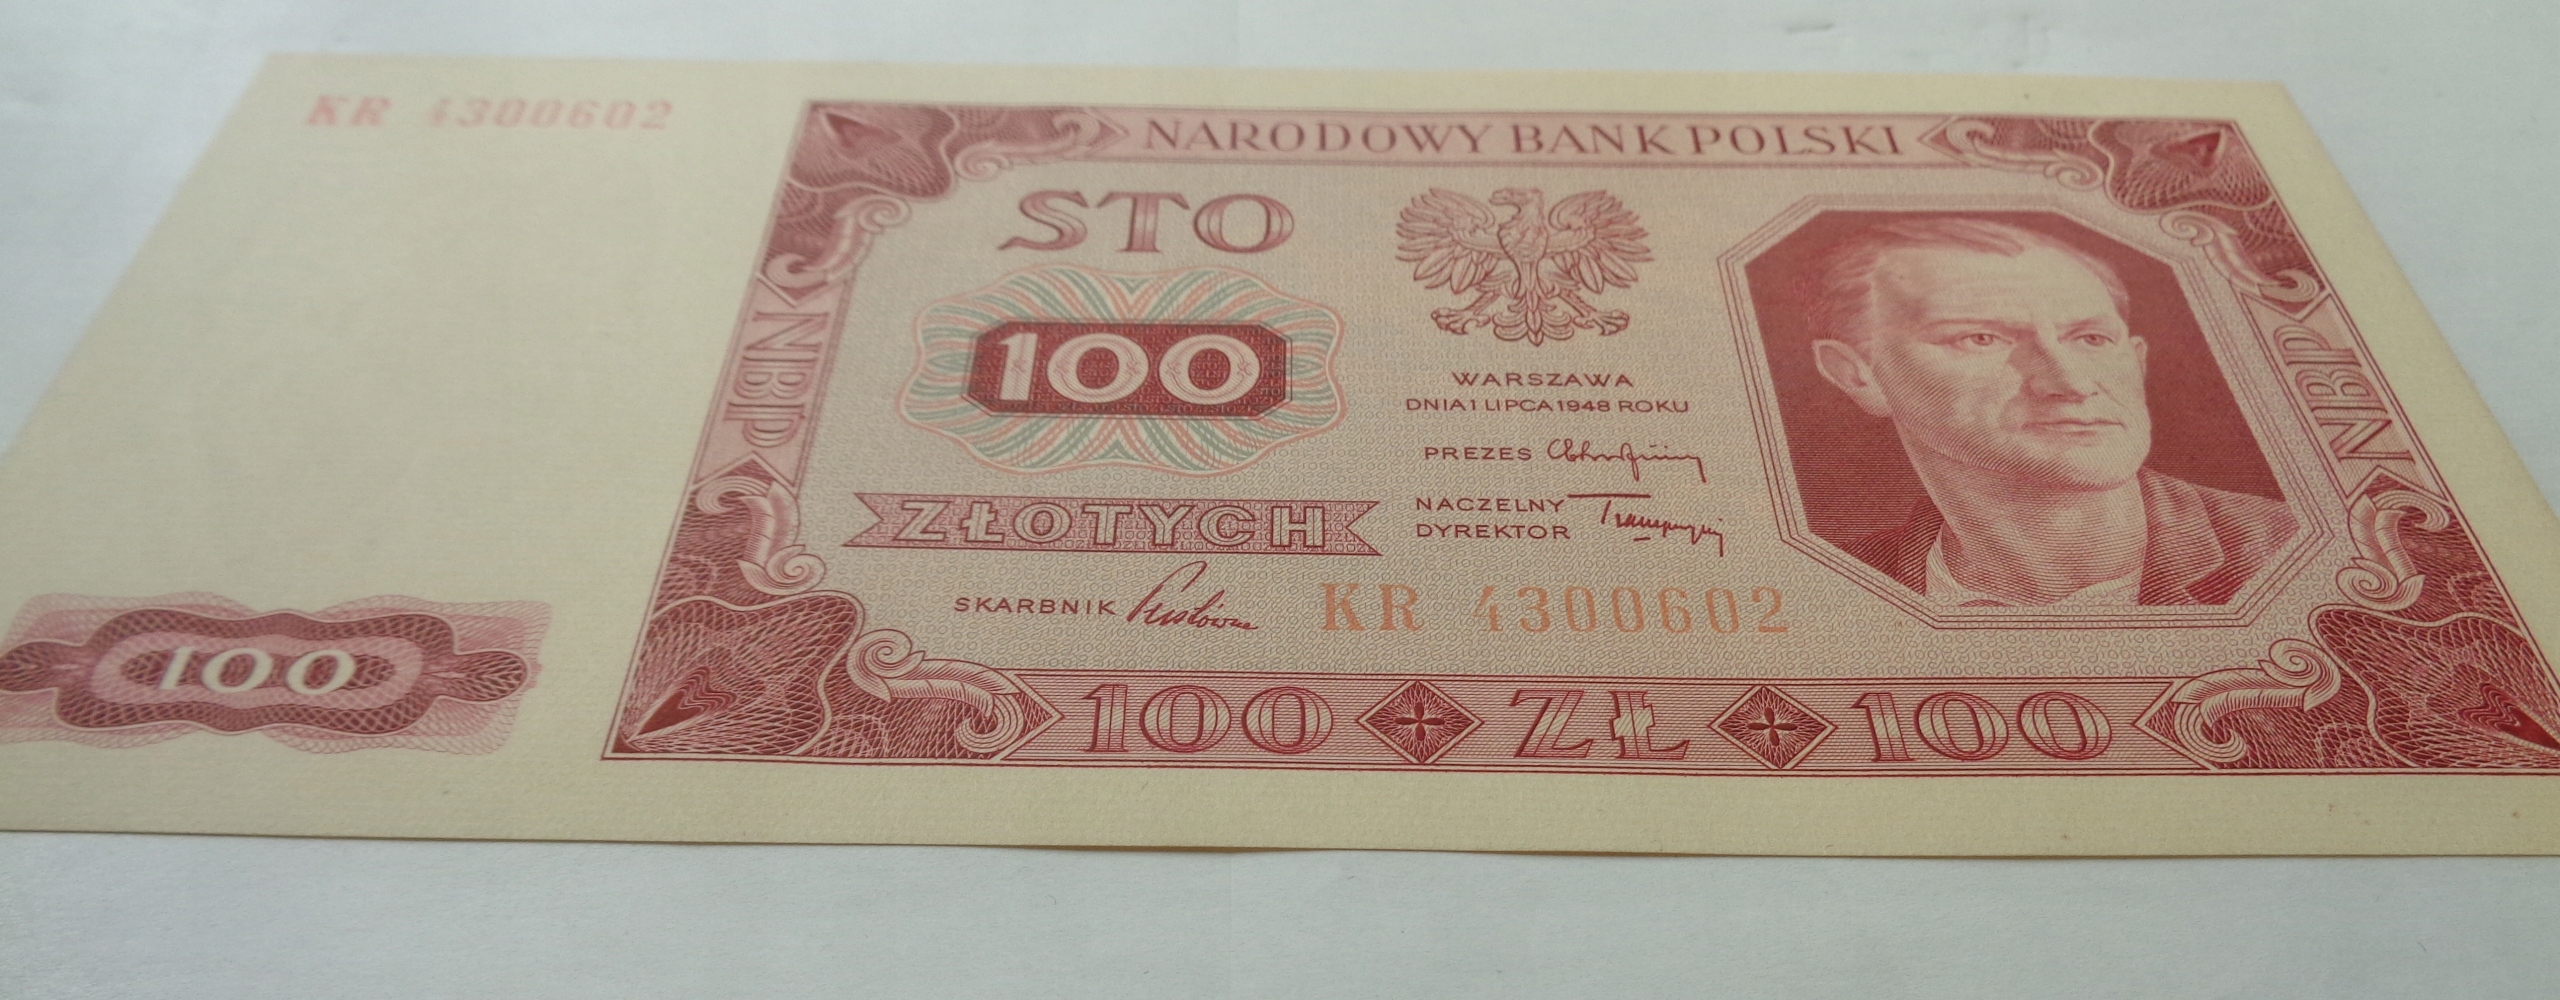 KR 4300602
NARODOWY BANK POLSKI
STO
100
ZŁOTYCH
WARSZAWA
DNIA 1 LIPCA 1948 ROKU
PREZES
NACZELNY
DYREKTOR
SKARBNIK
KR 4300602
NBP
NBP
100
100 ZŁ 100